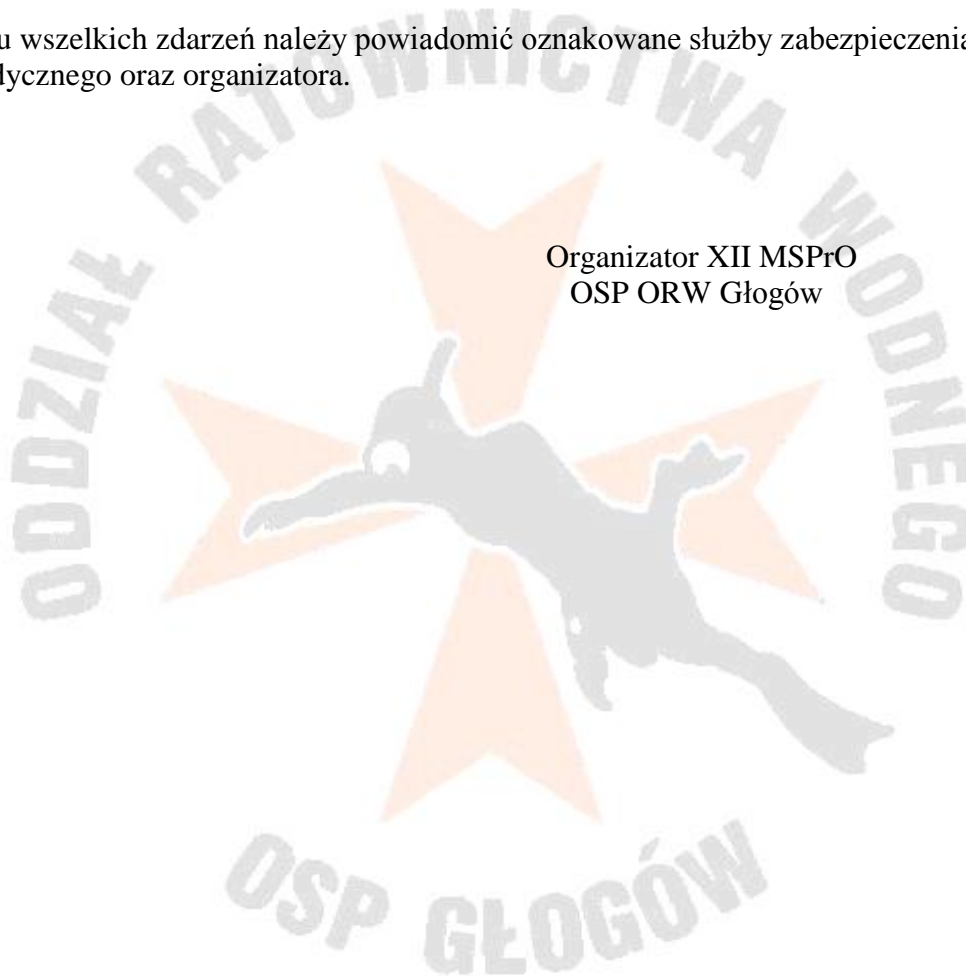 u wszelkich zdarzeń należy powiadomić oznakowane służby zabezpieczenia
dycznego oraz organizatora.
Organizator XII MSPrO
OSP ORW Głogów
ODDZIAŁ RATOWNICTWA WODNEGO
OSP GŁOGÓW